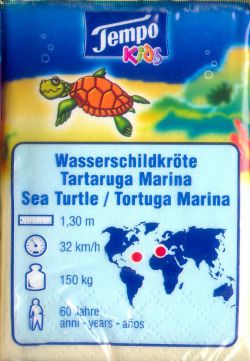 Tempo
Kids
Wasserschildkröte
Tartaruga Marina
Sea Turtle / Tortuga Marina
1,30 m
32 km/h
150 kg
60 Jahre
anni - years - años